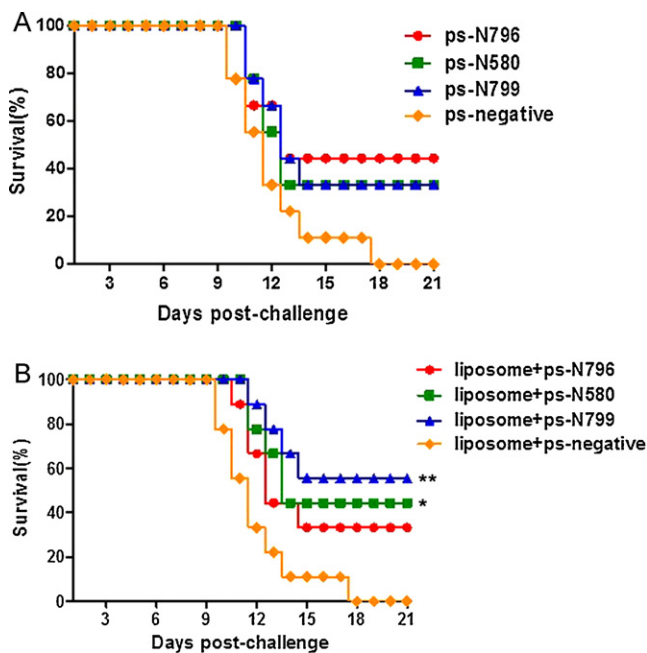 A
ps-N796
ps-N580
ps-N799
ps-negative
Survival(%)
100
80
60
40
20
0
3 6 9 12 15 18 21
Days post-challenge
B
liposome+ps-N796
liposome+ps-N580
liposome+ps-N799
liposome+ps-negative
Survival(%)
100
80
60
40
20
0
**
*
3 6 9 12 15 18 21
Days post-challenge